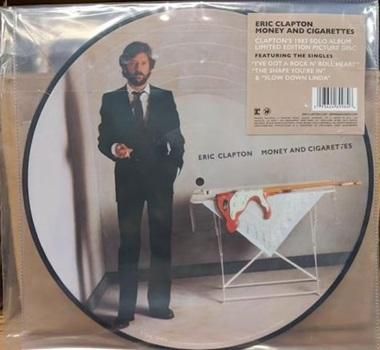 ERIC CLAPTON
MONEY AND CIGARETTES
CLAPTON'S 1983 SOLO ALBUM
LIMITED EDITION PICTURE DISC
FEATURING THE SINGLES
"I'VE GOT A ROCK N' ROLL HEART"
"THE SHAPE YOU'RE IN"
& "SLOW DOWN LINDA"
ERIC CLAPTON MONEY AND CIGARETTES